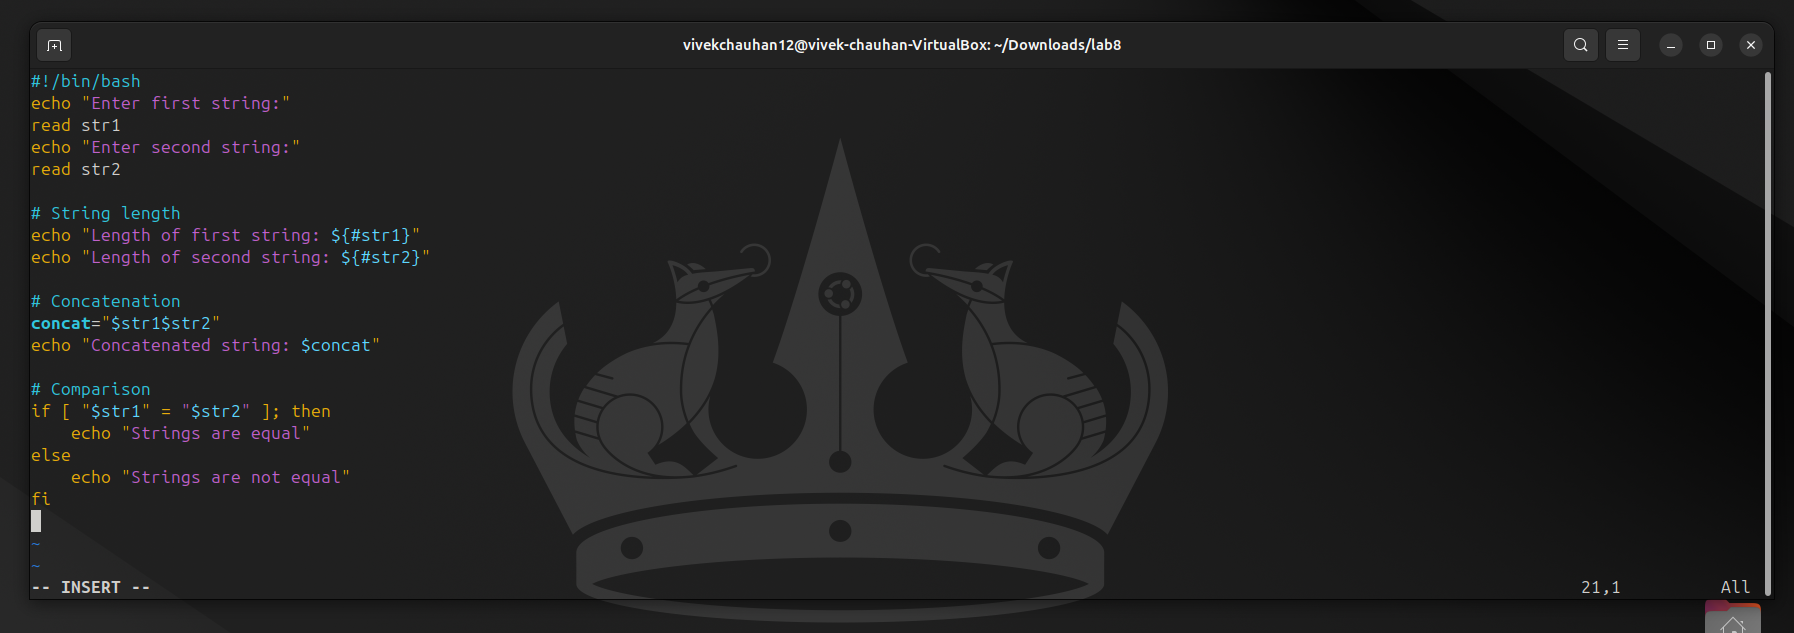 vivekchauhan12@vivek-chauhan-VirtualBox: ~/Downloads/lab8
#!/bin/bash
echo "Enter first string:"
read str1
echo "Enter second string:"
read str2

# String length
echo "Length of first string: ${#str1}"
echo "Length of second string: ${#str2}"

# Concatenation
concat="$str1$str2"
echo "Concatenated string: $concat"

# Comparison
if [ "$str1" = "$str2" ]; then
    echo "Strings are equal"
else
    echo "Strings are not equal"
fi

~
~
-- INSERT -- 21,1 All